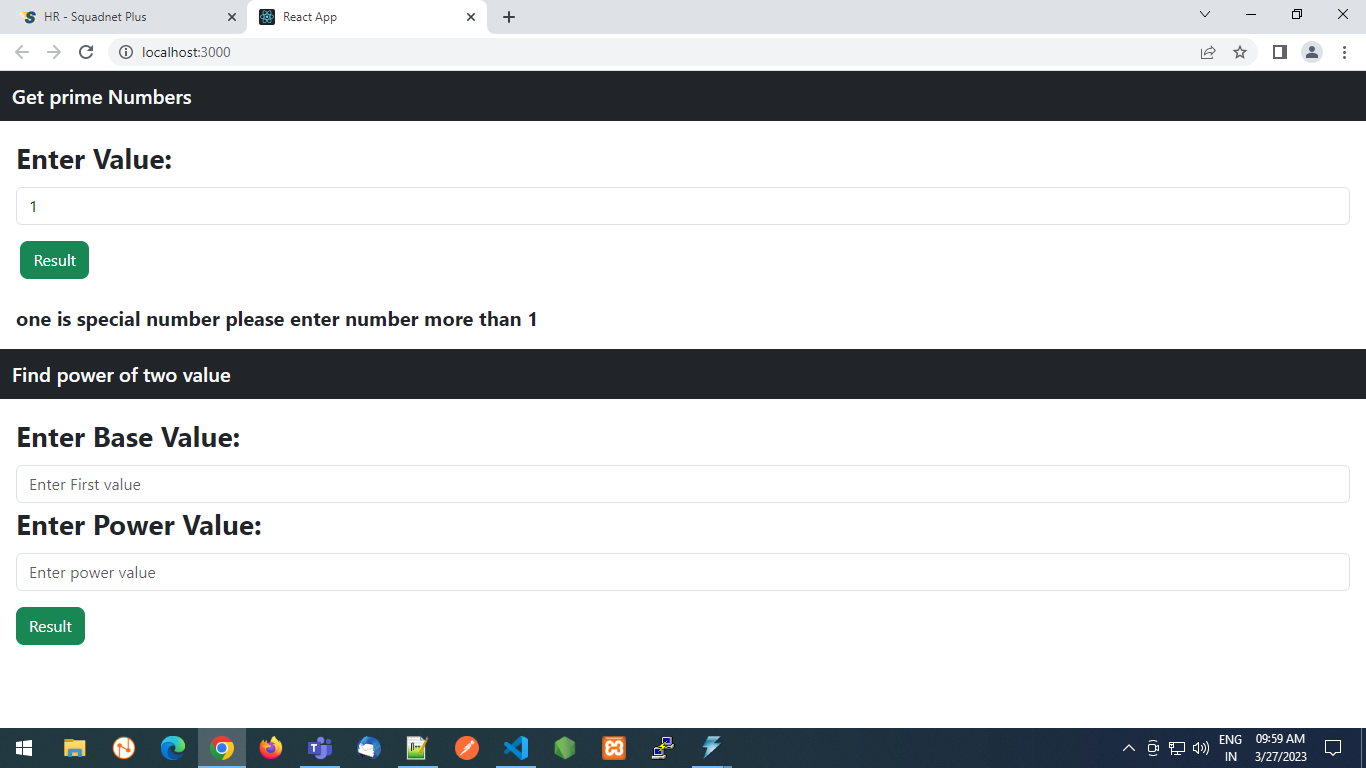 HR - Squadnet Plus
React App
localhost:3000
Get prime Numbers
Enter Value:
1
Result
one is special number please enter number more than 1
Find power of two value
Enter Base Value:
Enter First value
Enter Power Value:
Enter power value
Result
ENG
IN
09:59 AM
3/27/2023